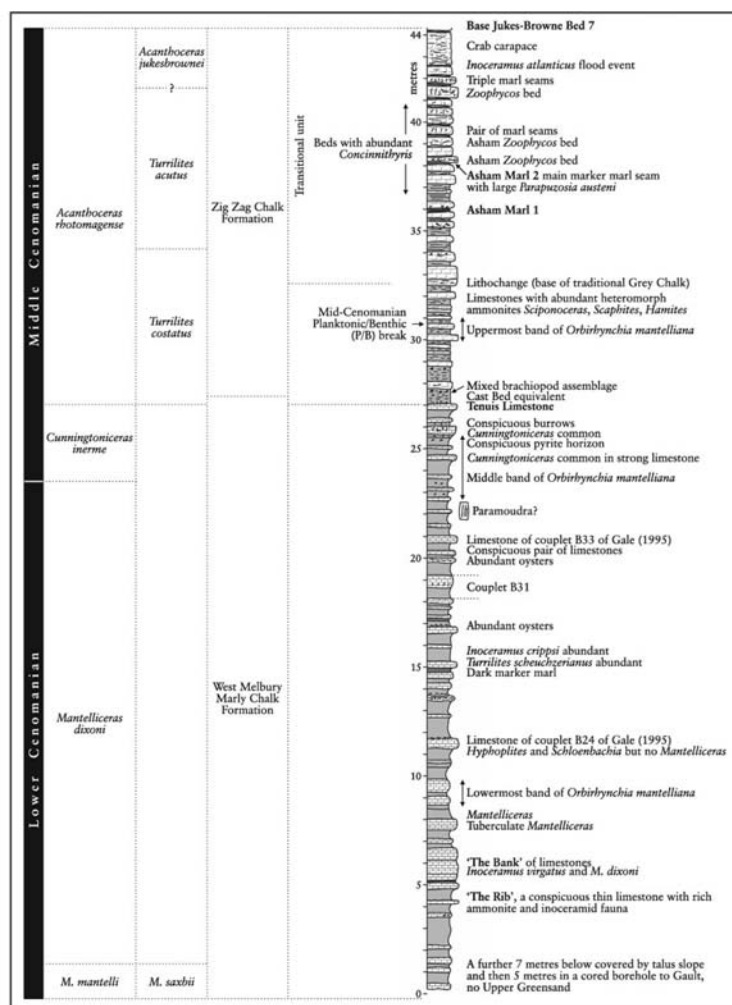 Middle Cenomanian
Lower Cenomanian
Acanthoceras
rhotomagense
Cunningtoniceras
inerme
Mantelliceras
dixoni
M. mantelli
Acanthoceras
jukesbrownei
?
Turrilites
acutus
Turrilites
costatus
M. saxbii
Zig Zag Chalk
Formation
West Melbury
Marly Chalk
Formation
Transitional unit
Beds with abundant
Concinnithyris
Mid-Cenomanian
Planktonic/Benthic
(P/B) break
metres
44
40
35
30
25
20
15
10
5
0
Base Jukes-Browne Bed 7
Crab carapace
Inoceramus atlanticus flood event
Triple marl seams
Zoophycos bed
Pair of marl seams
Asham Zoophycos bed
Asham Zoophycos bed
Asham Marl 2 main marker marl seam
with large Parapuzosia austeni
Asham Marl 1
Lithochange (base of traditional Grey Chalk)
Limestones with abundant heteromorph
ammonites Sciponoceras, Scaphites, Hamites
Uppermost band of Orbirhynchia mantelliana
Mixed brachiopod assemblage
Cast Bed equivalent
Tenuis Limestone
Conspicuous burrows
Cunningtoniceras common
Conspicuous pyrite horizon
Cunningtoniceras common in strong limestone
Middle band of Orbirhynchia mantelliana
Paramoudra?
Limestone of couplet B33 of Gale (1995)
Conspicuous pair of limestones
Abundant oysters
Couplet B31
Abundant oysters
Inoceramus crippsi abundant
Turrilites scheuchzerianus abundant
Dark marker marl
Limestone of couplet B24 of Gale (1995)
Hyphoplites and Schloenbachia but no Mantelliceras
Lowermost band of Orbirhynchia mantelliana
Mantelliceras
Tuberculate Mantelliceras
'The Bank' of limestones
Inoceramus virgatus and M. dixoni
'The Rib', a conspicuous thin limestone with rich
ammonite and inoceramid fauna
A further 7 metres below covered by talus slope
and then 5 metres in a cored borehole to Gault,
no Upper Greensand